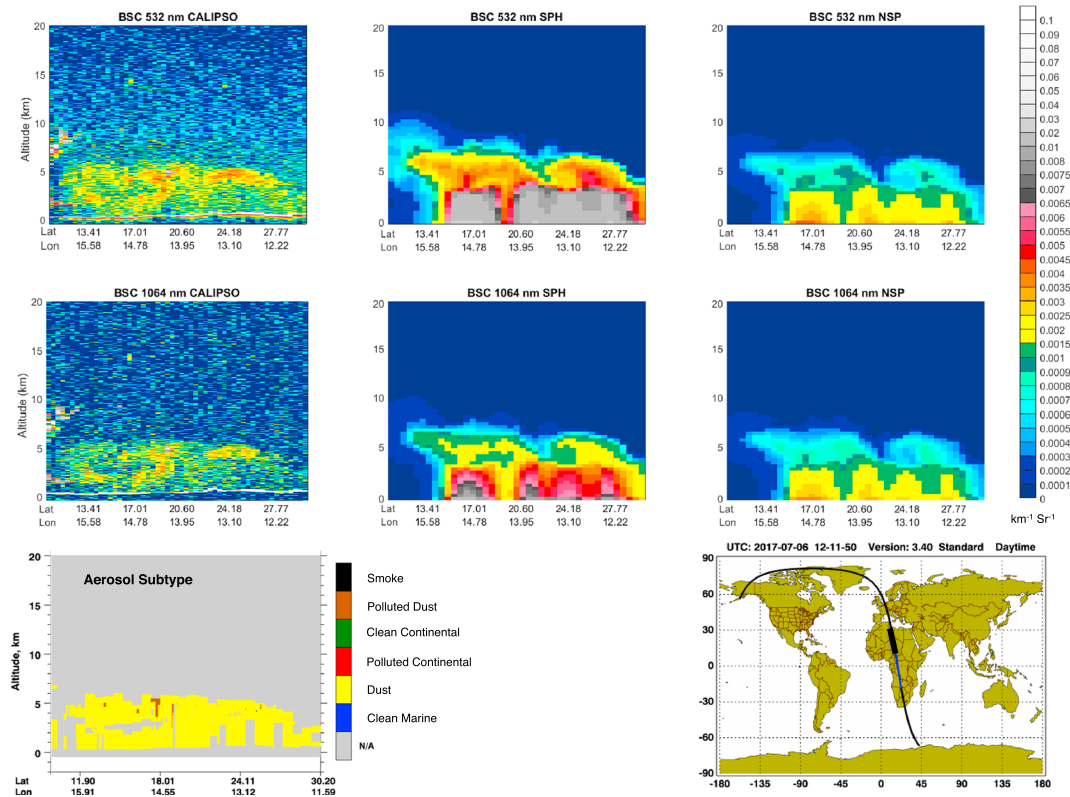 BSC 532 nm CALIPSO
BSC 532 nm SPH
BSC 532 nm NSP
Altitude (km)
20
15
10
5
0
20
15
10
5
0
20
15
10
5
0
Lat 13.41 17.01 20.60 24.18 27.77
Lon 15.58 14.78 13.95 13.10 12.22
Lat 13.41 17.01 20.60 24.18 27.77
Lon 15.58 14.78 13.95 13.10 12.22
Lat 13.41 17.01 20.60 24.18 27.77
Lon 15.58 14.78 13.95 13.10 12.22
BSC 1064 nm CALIPSO
BSC 1064 nm SPH
BSC 1064 nm NSP
Altitude (km)
20
15
10
5
0
20
15
10
5
0
20
15
10
5
0
Lat 13.41 17.01 20.60 24.18 27.77
Lon 15.58 14.78 13.95 13.10 12.22
Lat 13.41 17.01 20.60 24.18 27.77
Lon 15.58 14.78 13.95 13.10 12.22
Lat 13.41 17.01 20.60 24.18 27.77
Lon 15.58 14.78 13.95 13.10 12.22
0.1
0.09
0.09
0.06
0.05
0.04
0.03
0.02
0.01
0.008
0.007
0.0067
0.0065
0.0055
0.005
0.0045
0.004
0.0035
0.003
0.0025
0.002
0.0015
0.001
0.0009
0.0008
0.0007
0.0006
0.0005
0.0004
0.0003
0.0002
0.0001
0
km⁻¹ Sr⁻¹
Aerosol Subtype
Altitude, km
20
15
10
5
0
Lat 11.90 18.01 24.11 30.20
Lon 15.91 14.55 13.12 11.59
Smoke
Polluted Dust
Clean Continental
Polluted Continental
Dust
Clean Marine
N/A
UTC: 2017-07-06 12-11-50 Version: 3.40 Standard Daytime
90
60
30
0
-30
-60
-90
-180 -135 -90 -45 0 45 90 135 180